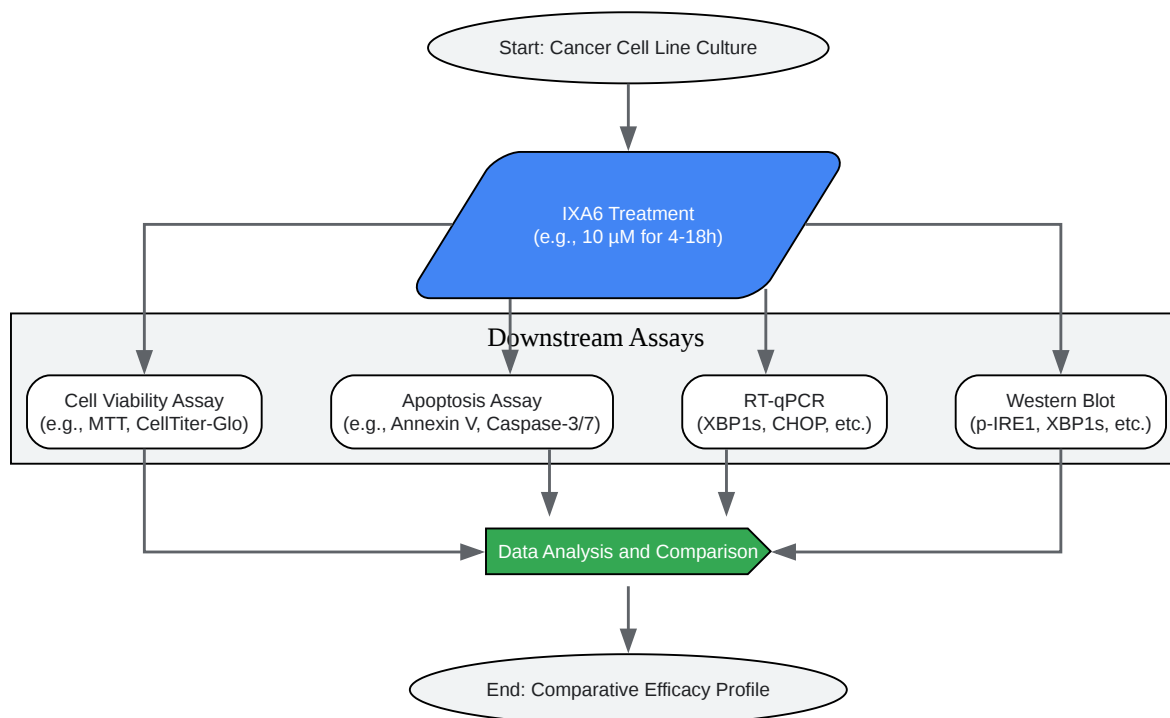 Start: Cancer Cell Line Culture
IXA6 Treatment
(e.g., 10 µM for 4-18h)
Downstream Assays
Cell Viability Assay
(e.g., MTT, CellTiter-Glo)
Apoptosis Assay
(e.g., Annexin V, Caspase-3/7)
RT-qPCR
(XBP1s, CHOP, etc.)
Western Blot
(p-IRE1, XBP1s, etc.)
Data Analysis and Comparison
End: Comparative Efficacy Profile